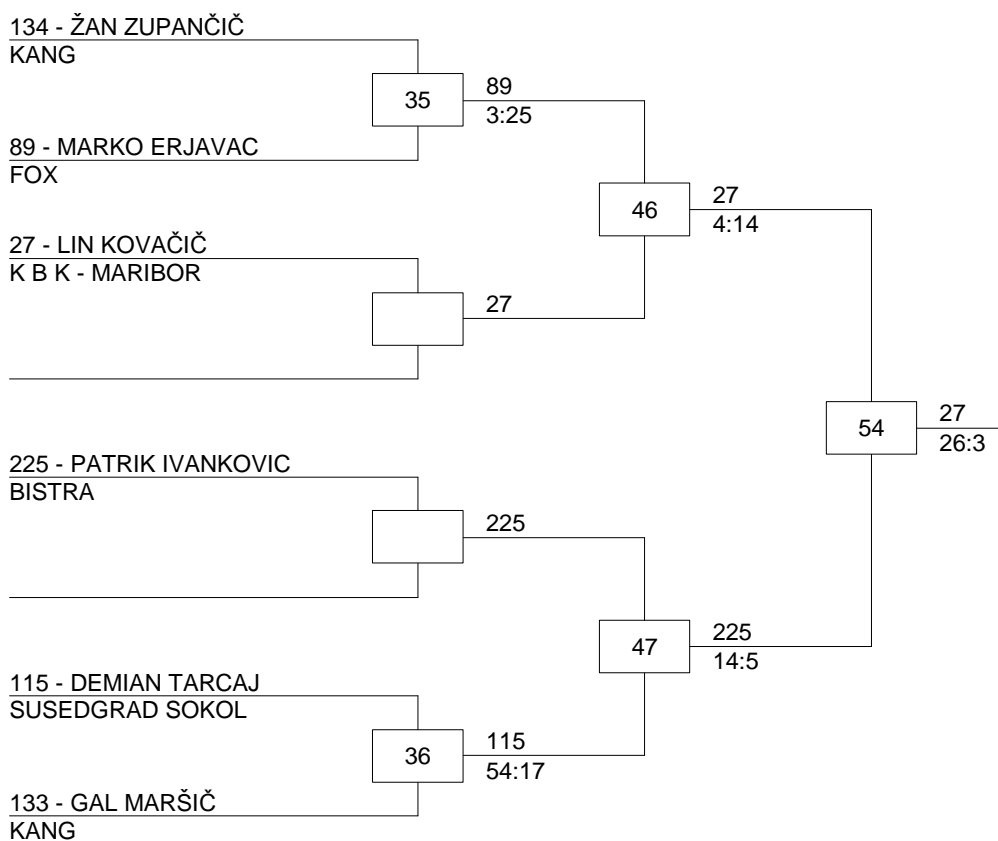 134 - ŽAN ZUPANČIČ
KANG
35
89
3:25
89 - MARKO ERJAVAC
FOX
46
27
4:14
27 - LIN KOVAČIČ
K B K - MARIBOR
27
54
27
26:3
225 - PATRIK IVANKOVIC
BISTRA
225
47
225
14:5
115 - DEMIAN TARCAJ
SUSEDGRAD SOKOL
36
115
54:17
133 - GAL MARŠIČ
KANG